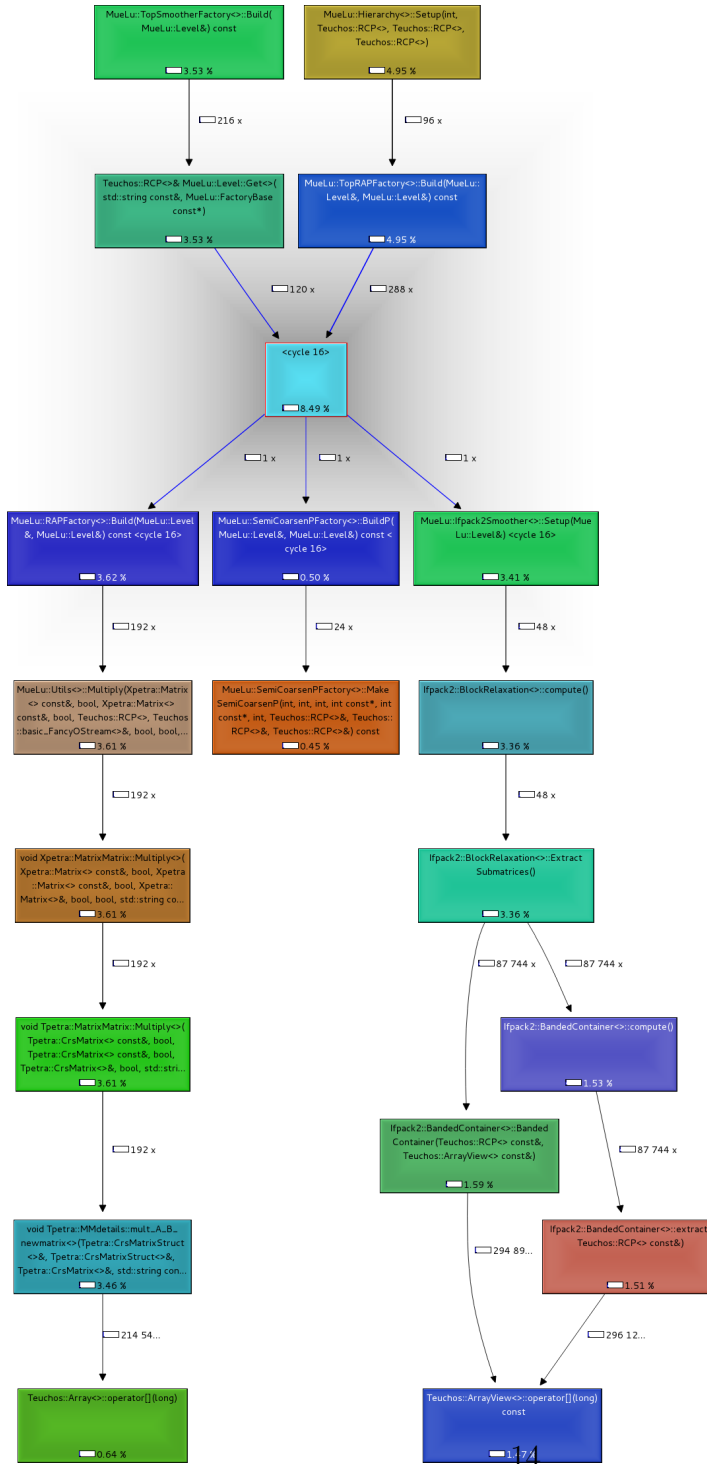 MueLu::TopSmootherFactory<>::Build(
MueLu::Level&) const
3.53 %
MueLu::Hierarchy<>::Setup(int,
Teuchos::RCP<>, Teuchos::RCP<>,
Teuchos::RCP<>)
4.95 %
216 x
96 x
Teuchos::RCP<>& MueLu::Level::Get<>(
std::string const&, MueLu::FactoryBase
const*)
3.53 %
MueLu::TopRAPFactory<>::Build(MueLu::
Level&, MueLu::Level&) const
4.95 %
120 x
288 x
<cycle 16>
8.49 %
1 x
1 x
1 x
MueLu::RAPFactory<>::Build(MueLu::Level
&, MueLu::Level&) const <cycle 16>
3.62 %
MueLu::SemiCoarsenPFactory<>::BuildP(
MueLu::Level&, MueLu::Level&) const <
cycle 16>
0.50 %
MueLu::Ifpack2Smoother<>::Setup(Mue
Lu::Level&) <cycle 16>
3.41 %
192 x
24 x
48 x
MueLu::Utils<>::Multiply(Xpetra::Matrix
<> const&, bool, Xpetra::Matrix<>
const&, bool, Teuchos::RCP<>, Teuchos
::basic_FancyOStream<>&, bool, bool,...
3.61 %
MueLu::SemiCoarsenPFactory<>::Make
SemiCoarsenP(int, int, int, int const*, int
const*, int, Teuchos::RCP<>&, Teuchos::
RCP<>&, Teuchos::RCP<>&) const
0.45 %
Ifpack2::BlockRelaxation<>::compute()
3.36 %
192 x
48 x
void Xpetra::MatrixMatrix::Multiply<>(
Xpetra::Matrix<> const&, bool, Xpetra
::Matrix<> const&, bool, Xpetra::
Matrix<>&, bool, bool, std::string co...
3.61 %
Ifpack2::BlockRelaxation<>::Extract
Submatrices()
3.36 %
192 x
87 744 x
87 744 x
void Tpetra::MatrixMatrix::Multiply<>(
Tpetra::CrsMatrix<> const&, bool,
Tpetra::CrsMatrix<> const&, bool,
Tpetra::CrsMatrix<>&, bool, std::stri...
3.61 %
Ifpack2::BandedContainer<>::compute()
1.53 %
192 x
Ifpack2::BandedContainer<>::Banded
Container(Teuchos::RCP<> const&,
Teuchos::ArrayView<> const&)
1.59 %
87 744 x
void Tpetra::MMdetails::mult_A_B_
newmatrix<>(Tpetra::CrsMatrixStruct
<>&, Tpetra::CrsMatrixStruct<>&,
Tpetra::CrsMatrix<>&, std::string con...
3.46 %
294 89...
Ifpack2::BandedContainer<>::extract
Teuchos::RCP<> const&)
1.51 %
214 54...
296 12...
Teuchos::Array<>::operator[](long)
0.64 %
Teuchos::ArrayView<>::operator[](long)
const
1.47 %
14